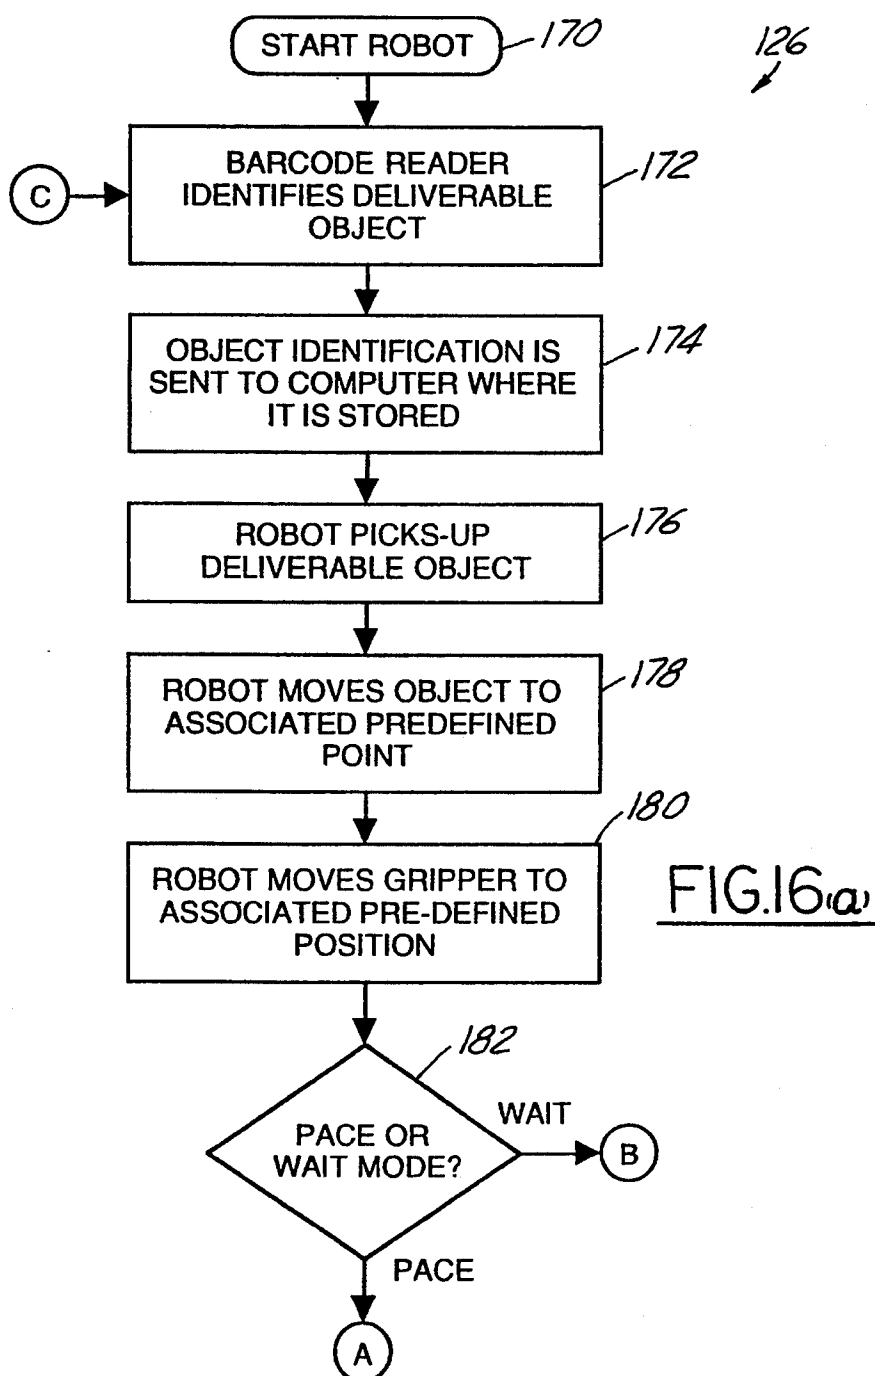 START ROBOT
170
126
BARCODE READER
IDENTIFIES DELIVERABLE
OBJECT
172
C
OBJECT IDENTIFICATION IS
SENT TO COMPUTER WHERE
IT IS STORED
174
ROBOT PICKS-UP
DELIVERABLE OBJECT
176
ROBOT MOVES OBJECT TO
ASSOCIATED PREDEFINED
POINT
178
ROBOT MOVES GRIPPER TO
ASSOCIATED PRE-DEFINED
POSITION
180
FIG.16(a)
182
PACE OR
WAIT MODE?
WAIT
B
PACE
A